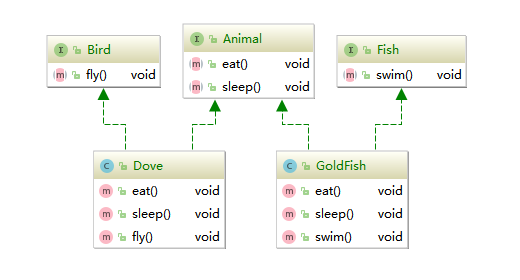 I Bird
m fly() void
I Animal
m eat() void
m sleep() void
I Fish
m swim() void
C Dove
m eat() void
m sleep() void
m fly() void
C GoldFish
m eat() void
m sleep() void
m swim() void